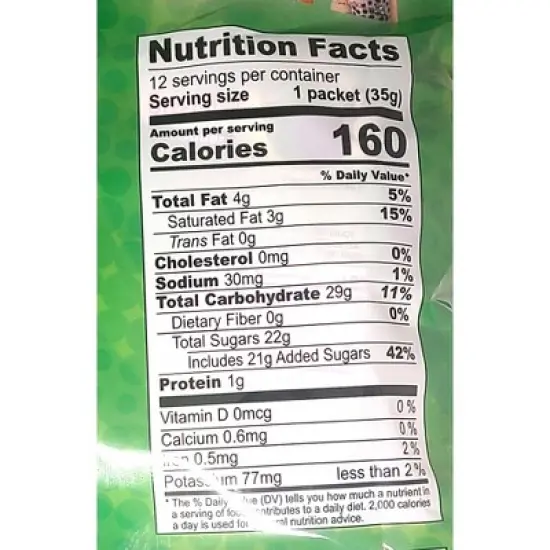 Nutrition Facts
12 servings per container
Serving size 1 packet (35g)
Amount per serving
Calories 160
% Daily Value*
Total Fat 4g 5%
Saturated Fat 3g 15%
Trans Fat 0g
Cholesterol 0mg 0%
Sodium 30mg 1%
Total Carbohydrate 29g 11%
Dietary Fiber 0g 0%
Total Sugars 22g
Includes 21g Added Sugars 42%
Protein 1g
Vitamin D 0mcg 0%
Calcium 0.6mg 0%
0.5mg 2%
77mg less than 2%
* The % Daily (DV) tells you how much a nutrient in
a serving of to a daily diet. 2,000 calories
a day is used nutrition advice.